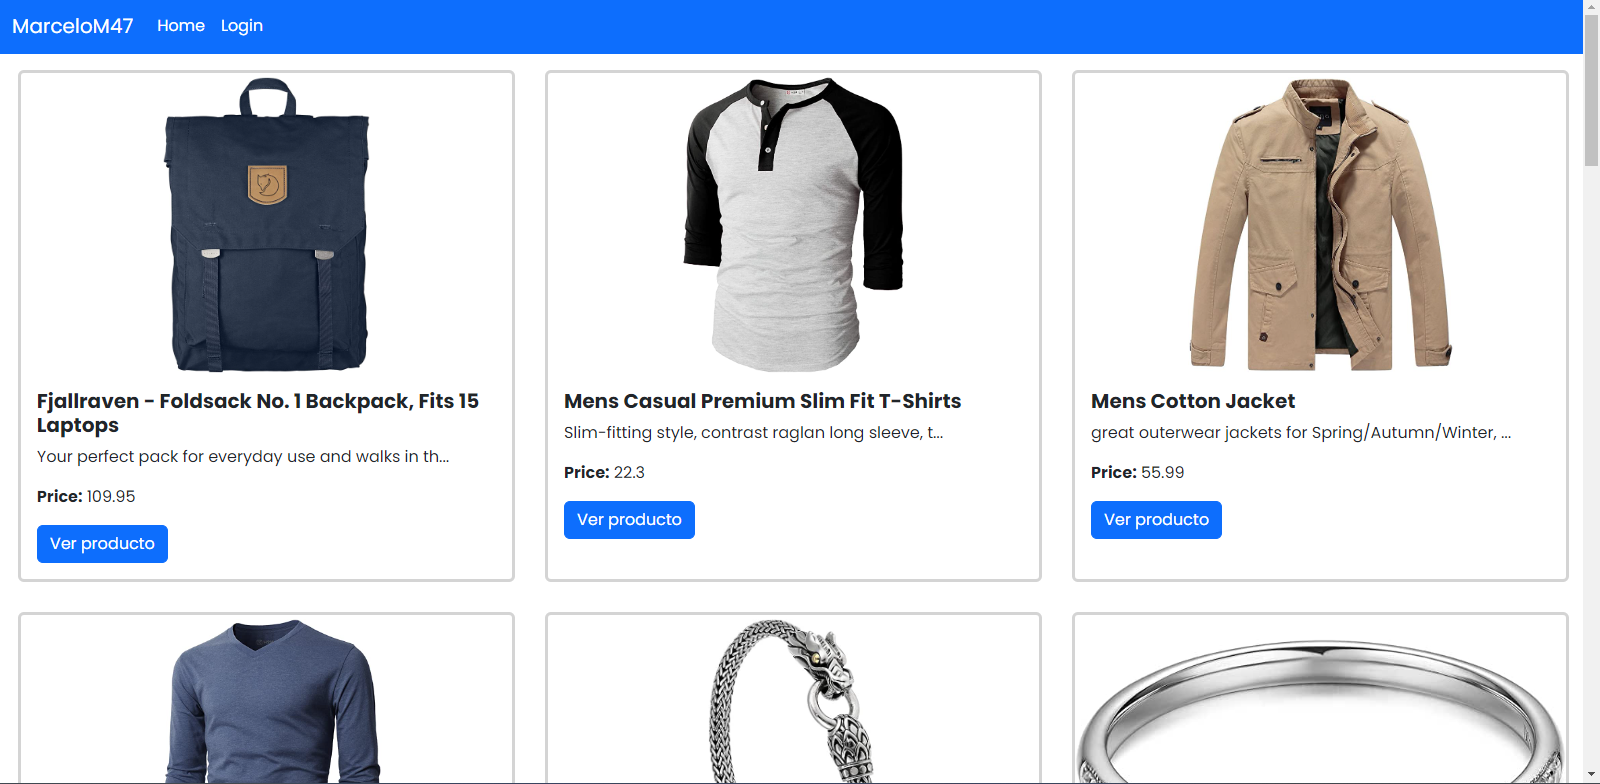 MarceloM47 Home Login
Fjallraven - Foldsack No. 1 Backpack, Fits 15
Laptops
Your perfect pack for everyday use and walks in th...
Price: 109.95
Ver producto
Mens Casual Premium Slim Fit T-Shirts
Slim-fitting style, contrast raglan long sleeve, t...
Price: 22.3
Ver producto
Mens Cotton Jacket
great outerwear jackets for Spring/Autumn/Winter, ...
Price: 55.99
Ver producto